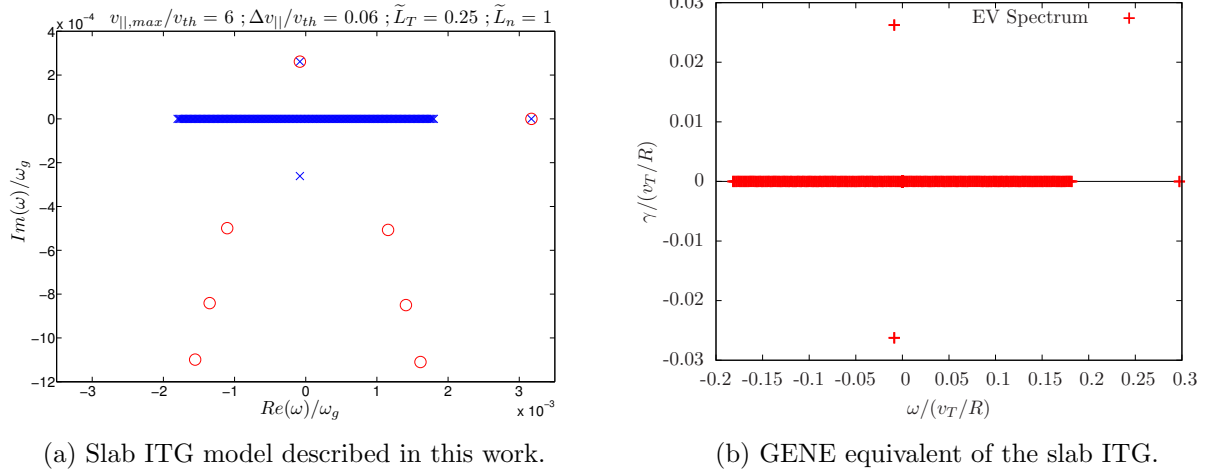 x 10⁻⁴ v||,max/vth = 6 ; Δv||/vth = 0.06 ; L̃T = 0.25 ; L̃n = 1
4
2
0
−2
−4
−6
−8
−10
−12
Im(ω)/ωg
−3 −2 −1 0 1 2 3
Re(ω)/ωg
x 10⁻³
(a) Slab ITG model described in this work.
EV Spectrum
0.03
0.02
0.01
0
-0.01
-0.02
-0.03
γ/(vT/R)
-0.2 -0.15 -0.1 -0.05 0 0.05 0.1 0.15 0.2 0.25 0.3
ω/(vT/R)
(b) GENE equivalent of the slab ITG.